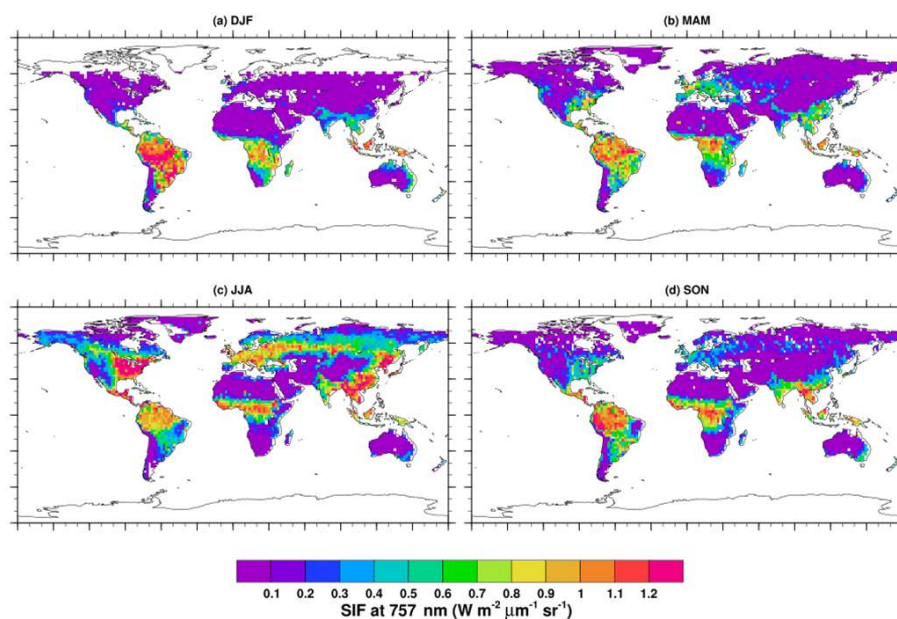 (a) DJF
(b) MAM
(c) JJA
(d) SON
0.1 0.2 0.3 0.4 0.5 0.6 0.7 0.8 0.9 1 1.1 1.2
SIF at 757 nm (W m⁻² μm⁻¹ sr⁻¹)